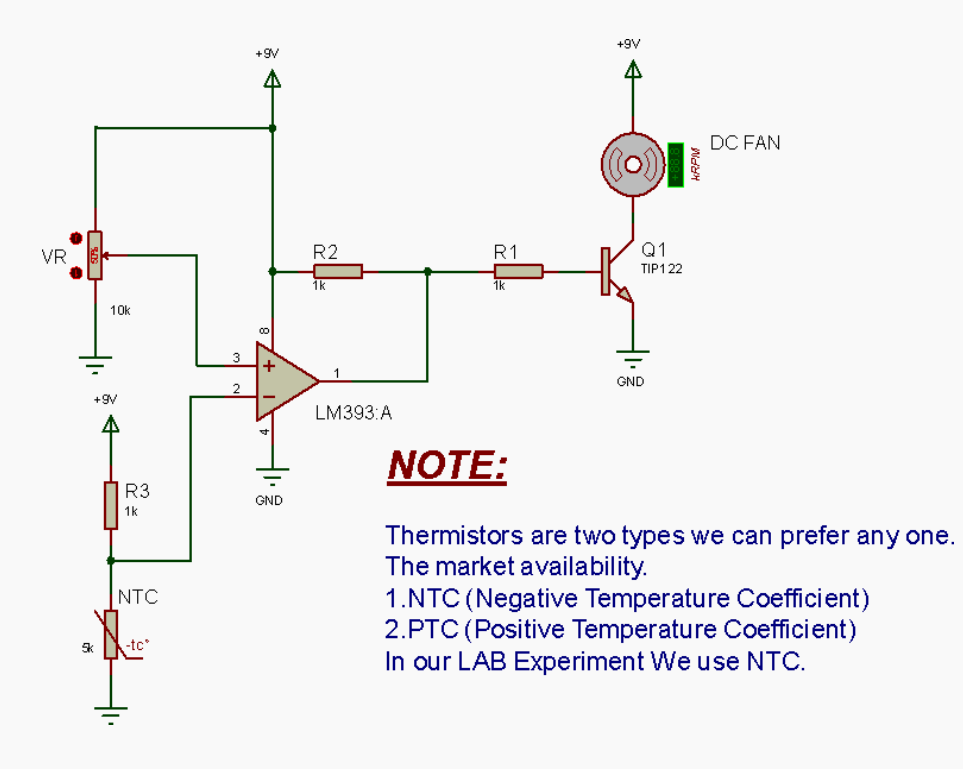 +9V
+9V
DC FAN
kRPM
VR
50%
10k
R2
1k
R1
1k
Q1
TIP122
GND
8
3
2
1
4
LM393:A
GND
+9V
R3
1k
NTC
5k
-tc°
NOTE:
Thermistors are two types we can prefer any one.
The market availability.
1.NTC (Negative Temperature Coefficient)
2.PTC (Positive Temperature Coefficient)
In our LAB Experiment We use NTC.